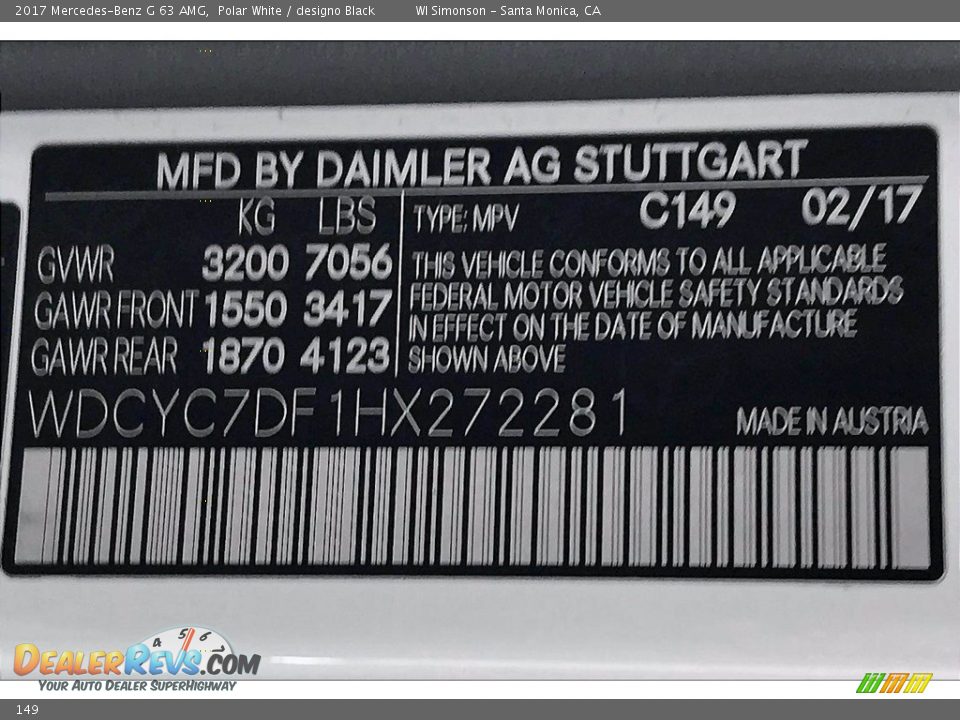 2017 Mercedes-Benz G 63 AMG,  Polar White / designo Black   WI Simonson - Santa Monica, CA
MFD BY DAIMLER AG STUTTGART
KG LBS
GVWR 3200 7056
GAWR FRONT 1550 3417
GAWR REAR 1870 4123
TYPE: MPV C149 02/17
THIS VEHICLE CONFORMS TO ALL APPLICABLE
FEDERAL MOTOR VEHICLE SAFETY STANDARDS
IN EFFECT ON THE DATE OF MANUFACTURE
SHOWN ABOVE
WDCYC7DF1HX272281
MADE IN AUSTRIA
4 5 6
DEALERREVS.COM
YOUR AUTO DEALER SUPERHIGHWAY
149